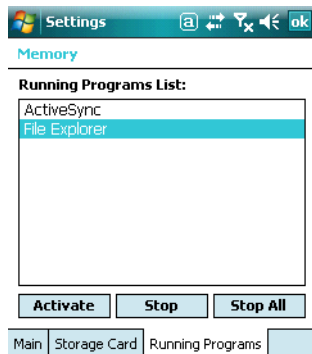 Settings a ok
Memory
Running Programs List:
ActiveSync
File Explorer
Activate Stop Stop All
Main Storage Card Running Programs